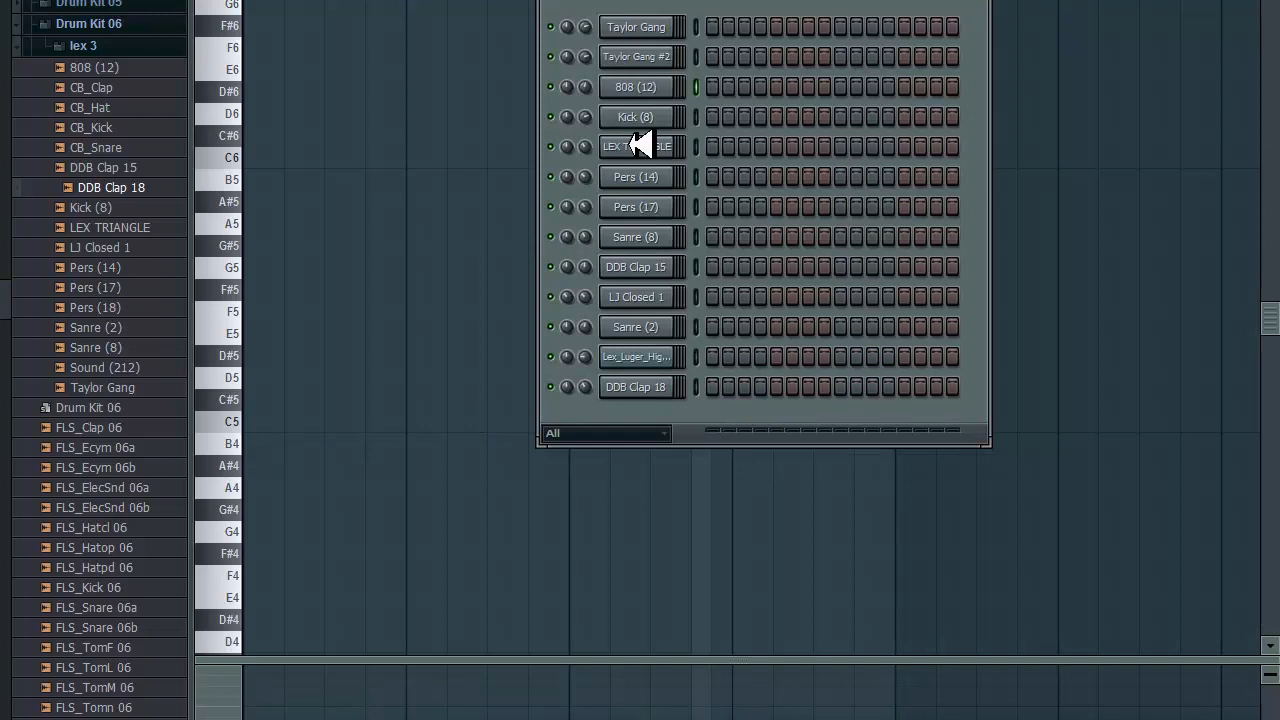 Drum Kit 05
Drum Kit 06
lex 3
808 (12)
CB_Clap
CB_Hat
CB_Kick
CB_Snare
DDB Clap 15
DDB Clap 18
Kick (8)
LEX TRIANGLE
LJ Closed 1
Pers (14)
Pers (17)
Pers (18)
Sanre (2)
Sanre (8)
Sound (212)
Taylor Gang
Drum Kit 06
FLS_Clap 06
FLS_Ecym 06a
FLS_Ecym 06b
FLS_ElecSnd 06a
FLS_ElecSnd 06b
FLS_Hatcl 06
FLS_Hatop 06
FLS_Hatpd 06
FLS_Kick 06
FLS_Snare 06a
FLS_Snare 06b
FLS_TomF 06
FLS_TomL 06
FLS_TomM 06
FLS_Tomn 06
G6
F#6
F6
E6
D#6
D6
C#6
C6
B5
A#5
A5
G#5
G5
F#5
F5
E5
D#5
D5
C#5
C5
B4
A#4
A4
G#4
G4
F#4
F4
E4
D#4
D4
Taylor Gang
Taylor Gang #2
808 (12)
Kick (8)
LEX
Pers (14)
Pers (17)
Sanre (8)
DDB Clap 15
LJ Closed 1
Sanre (2)
Lex_Luger_Hig...
DDB Clap 18
All